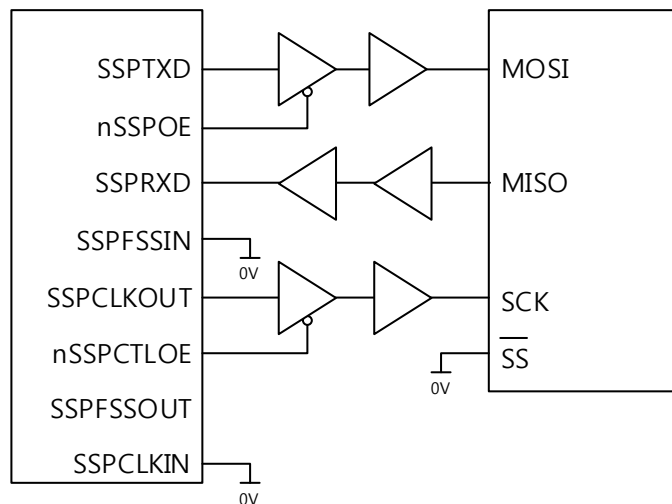 SSPTXD
MOSI
nSSPOE
SSPRXD
MISO
SSPFSSIN
0V
SSPCLKOUT
SCK
nSSPCTLOE
SS
0V
SSPFSSOUT
SSPCLKIN
0V